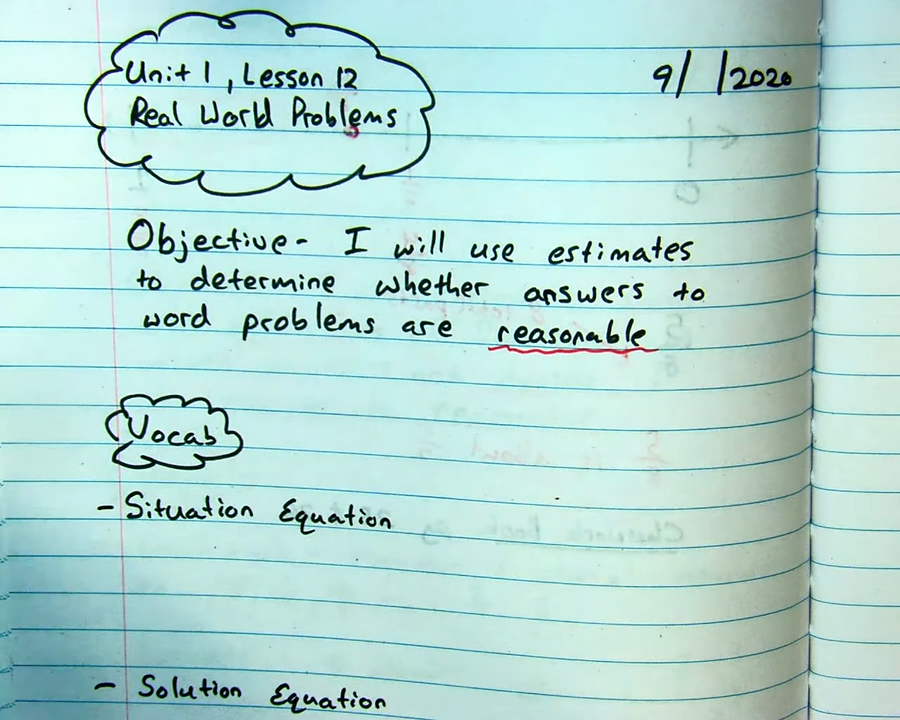 Unit 1, Lesson 12
Real World Problems
9/ /2020
Objective- I will use estimates
to determine whether answers to
word problems are reasonable
Vocab
- Situation Equation
- Solution Equation